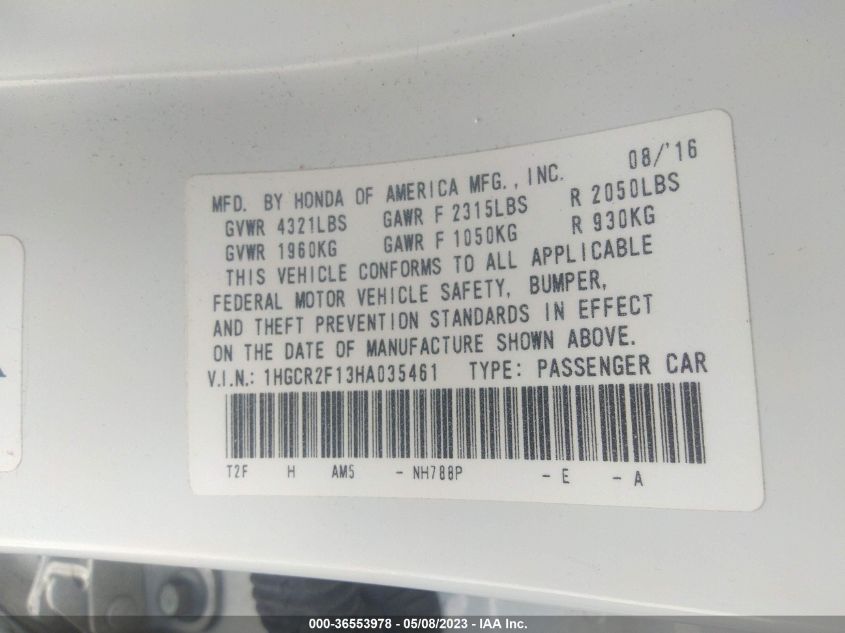 MFD. BY HONDA OF AMERICA MFG., INC. 08/'16
GVWR 4321LBS GAWR F 2315LBS R 2050LBS
GVWR 1960KG GAWR F 1050KG R 930KG
THIS VEHICLE CONFORMS TO ALL APPLICABLE
FEDERAL MOTOR VEHICLE SAFETY, BUMPER,
AND THEFT PREVENTION STANDARDS IN EFFECT
ON THE DATE OF MANUFACTURE SHOWN ABOVE.
V.I.N.: 1HGCR2F13HA035461 TYPE: PASSENGER CAR
T2F H AM5 - NH788P - E - A
000-36553978 - 05/08/2023 - IAA Inc.